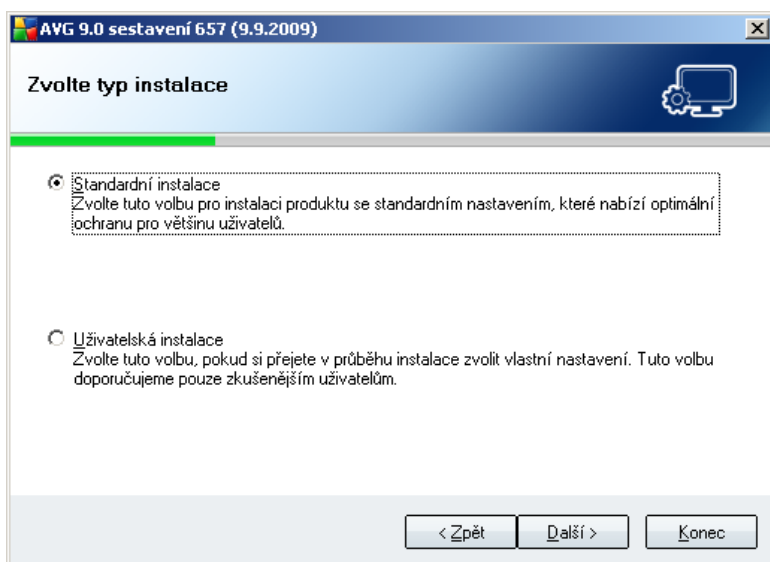 AVG 9.0 sestavení 657 (9.9.2009)
Zvolte typ instalace
Standardní instalace
Zvolte tuto volbu pro instalaci produktu se standardním nastavením, které nabízí optimální
ochranu pro většinu uživatelů.
Uživatelská instalace
Zvolte tuto volbu, pokud si přejete v průběhu instalace zvolit vlastní nastavení. Tuto volbu
doporučujeme pouze zkušenějším uživatelům.
< Zpět
Další >
Konec